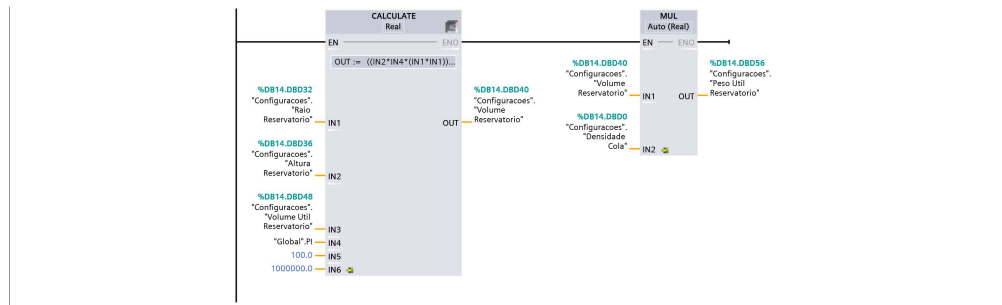 CALCULATE
Real
EN
ENO
OUT := ((IN2*IN4*(IN1*IN1))...
%DB14.DBD32
"Configuracoes".
"Raio
Reservatorio"
IN1
%DB14.DBD36
"Configuracoes".
"Altura
Reservatorio"
IN2
%DB14.DBD48
"Configuracoes".
"Volume Util
Reservatorio"
IN3
"Global".PI
IN4
100.0
IN5
1000000.0
IN6
%DB14.DBD40
"Configuracoes".
"Volume
Reservatorio"
OUT
MUL
Auto (Real)
EN
ENO
%DB14.DBD40
"Configuracoes".
"Volume
Reservatorio"
IN1
%DB14.DBD0
"Configuracoes".
"Densidade
Cola"
IN2
%DB14.DBD56
"Configuracoes".
"Peso Util
Reservatorio"
OUT